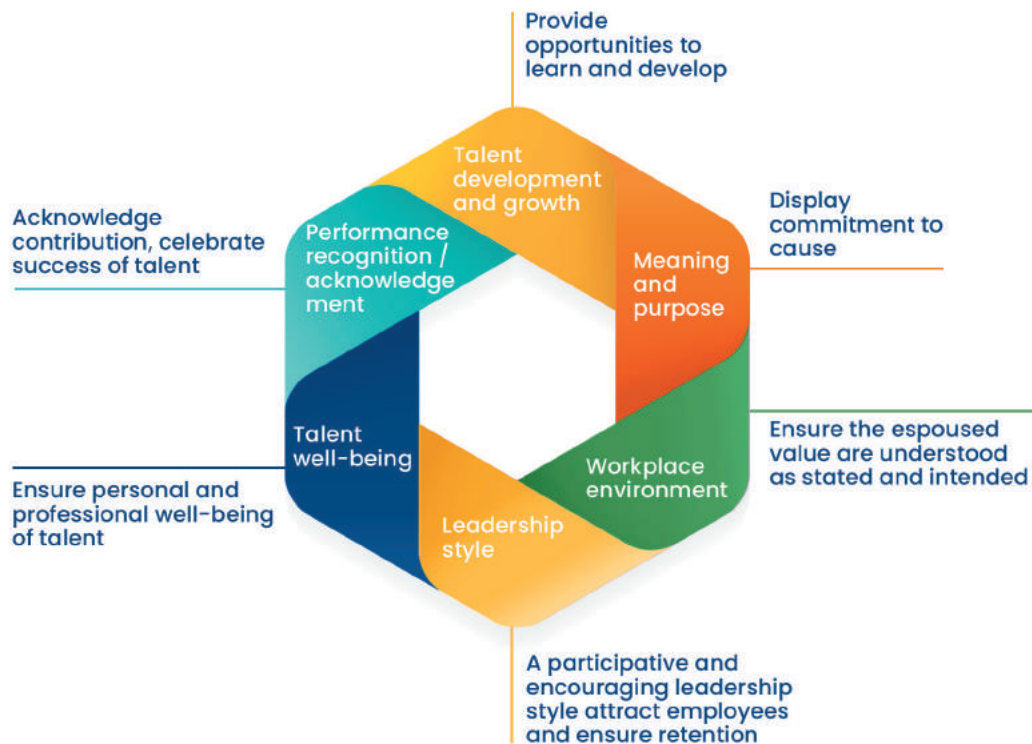 Provide
opportunities to
learn and develop
Talent
development
and growth
Acknowledge
contribution, celebrate
success of talent
Performance
recognition /
acknowledge
ment
Display
commitment to
cause
Meaning
and
purpose
Talent
well-being
Ensure personal and
professional well-being
of talent
Workplace
environment
Ensure the espoused
value are understood
as stated and intended
Leadership
style
A participative and
encouraging leadership
style attract employees
and ensure retention